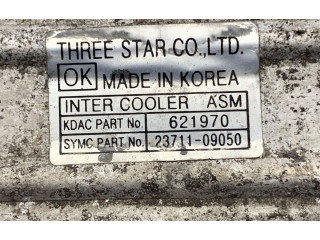 THREE STAR CO.,LTD.
OK MADE IN KOREA
INTER COOLER ASM
KDAC PART No 621970
SYMC PART No. 23711-09050